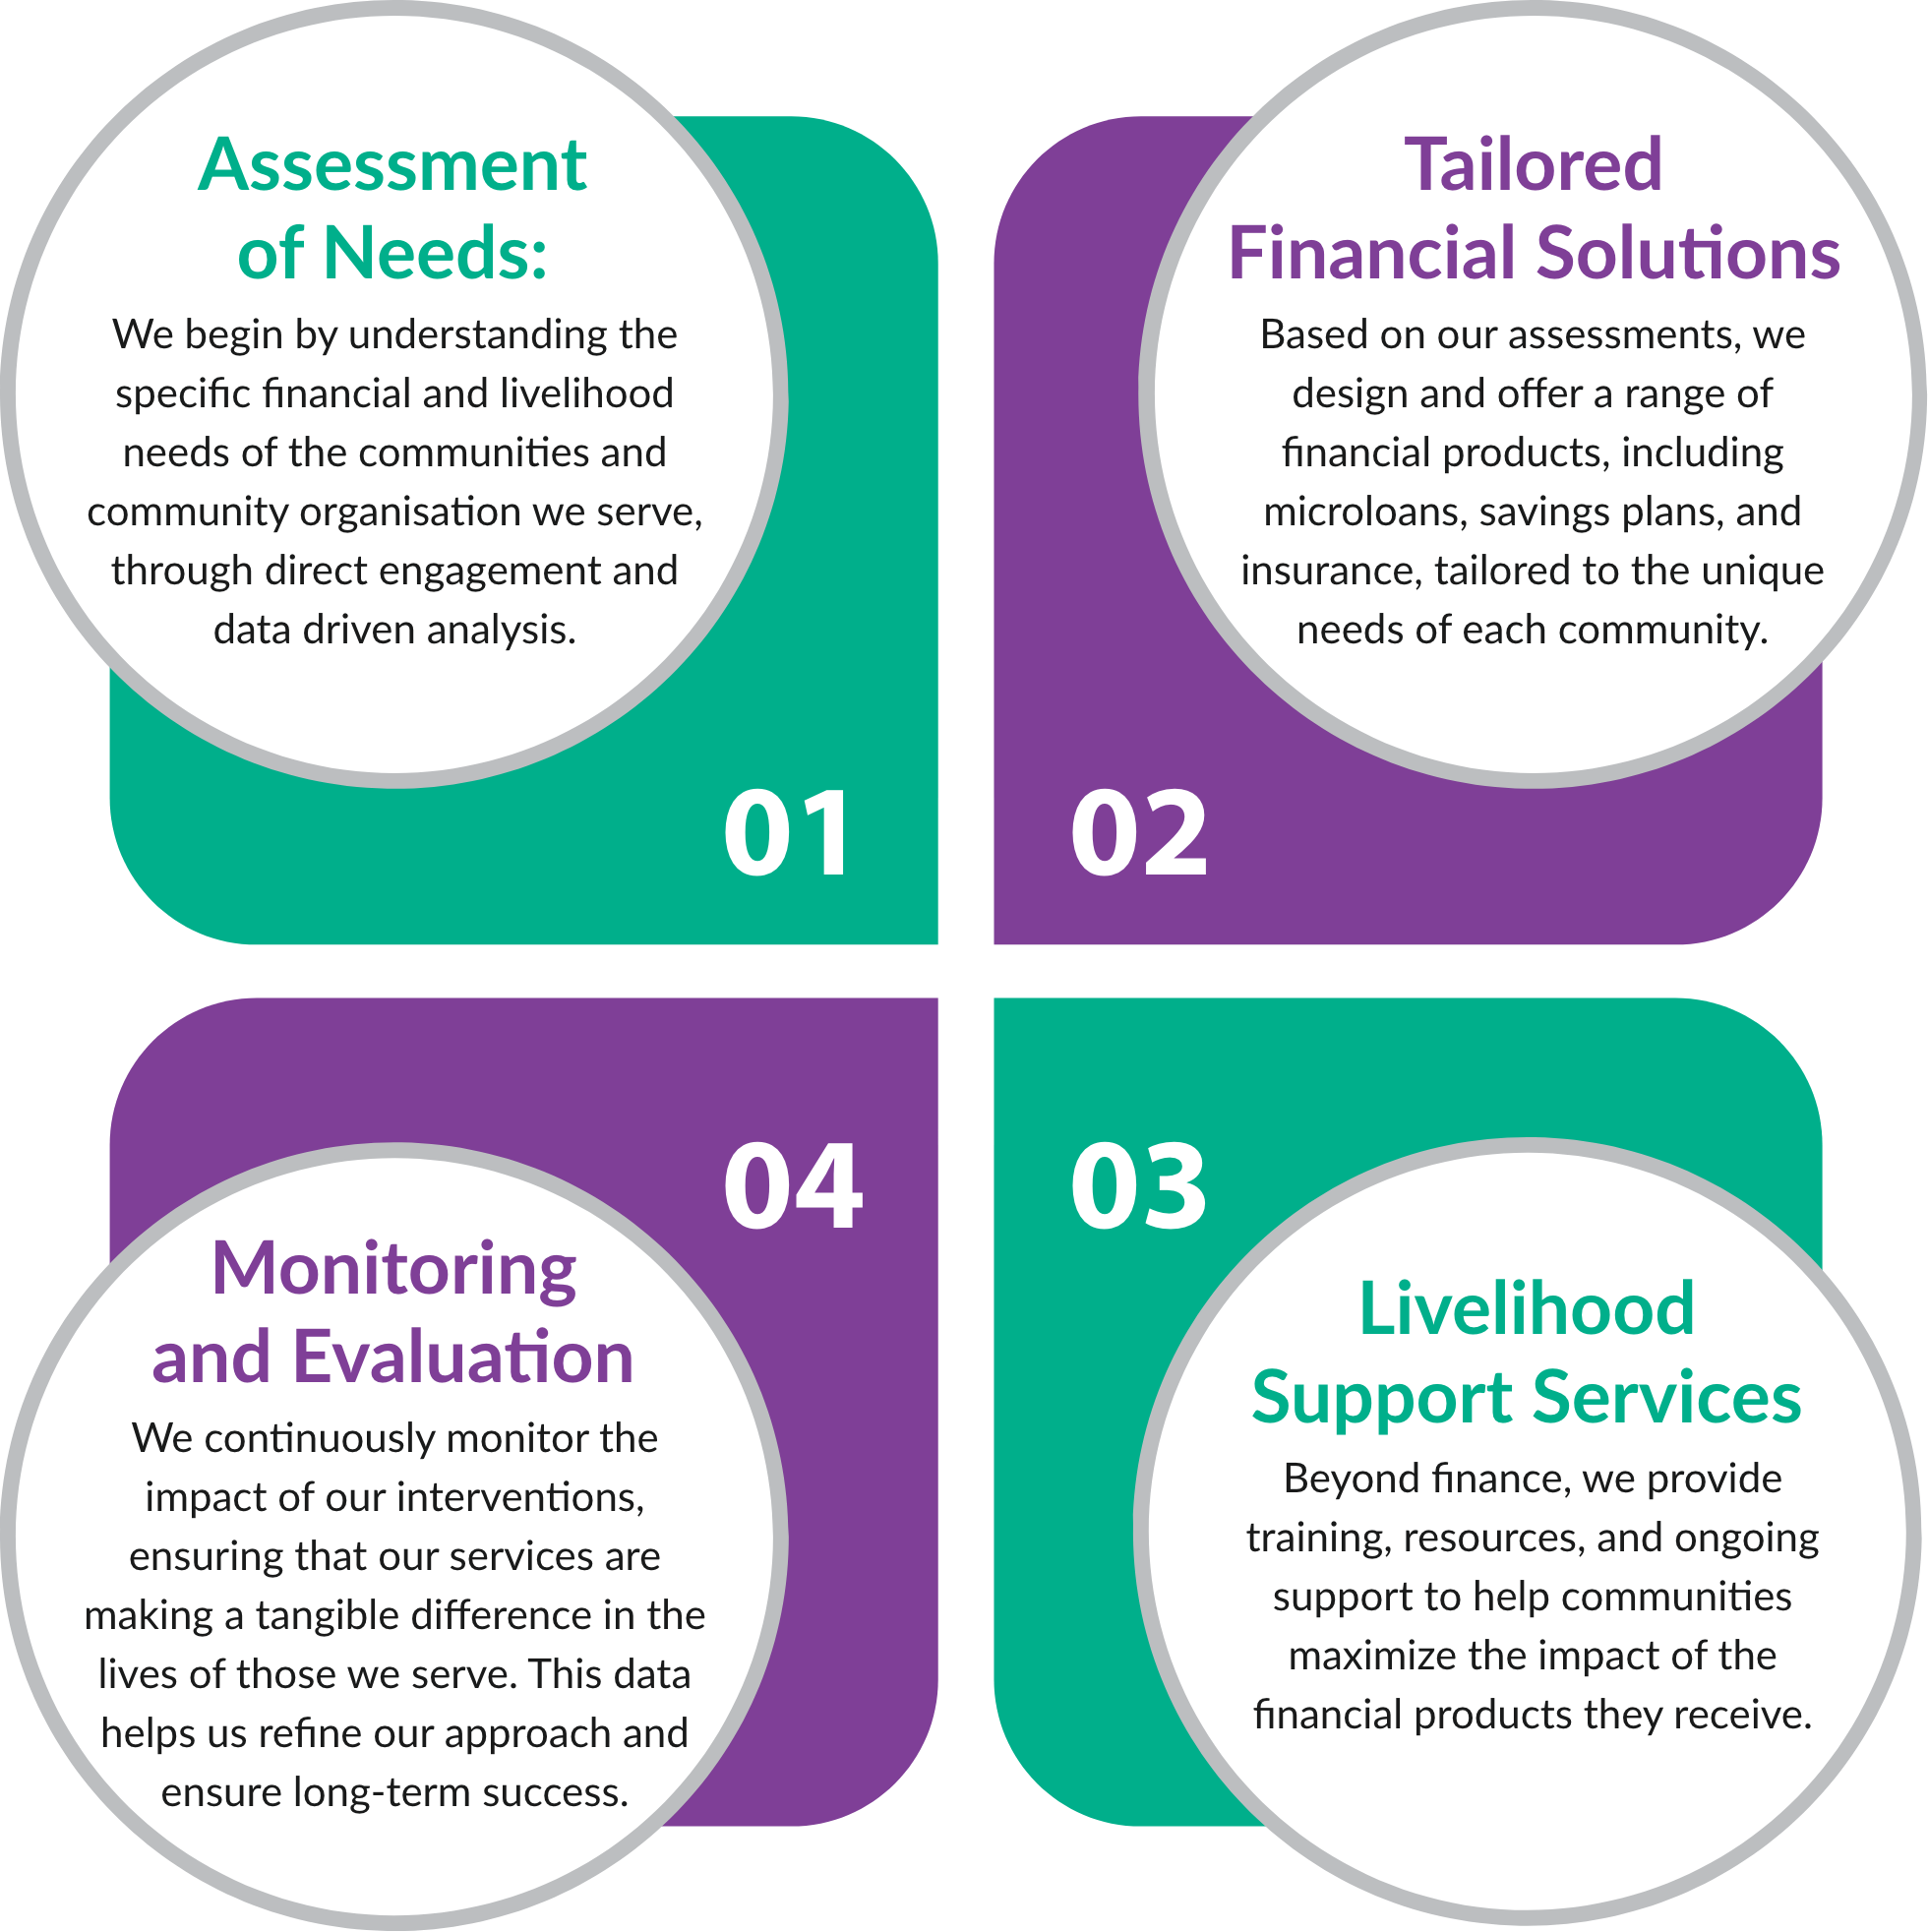 Assessment
of Needs:
We begin by understanding the
specific financial and livelihood
needs of the communities and
community organisation we serve,
through direct engagement and
data driven analysis.
01
Tailored
Financial Solutions
Based on our assessments, we
design and offer a range of
financial products, including
microloans, savings plans, and
insurance, tailored to the unique
needs of each community.
02
03
Livelihood
Support Services
Beyond finance, we provide
training, resources, and ongoing
support to help communities
maximize the impact of the
financial products they receive.
04
Monitoring
and Evaluation
We continuously monitor the
impact of our interventions,
ensuring that our services are
making a tangible difference in the
lives of those we serve. This data
helps us refine our approach and
ensure long-term success.